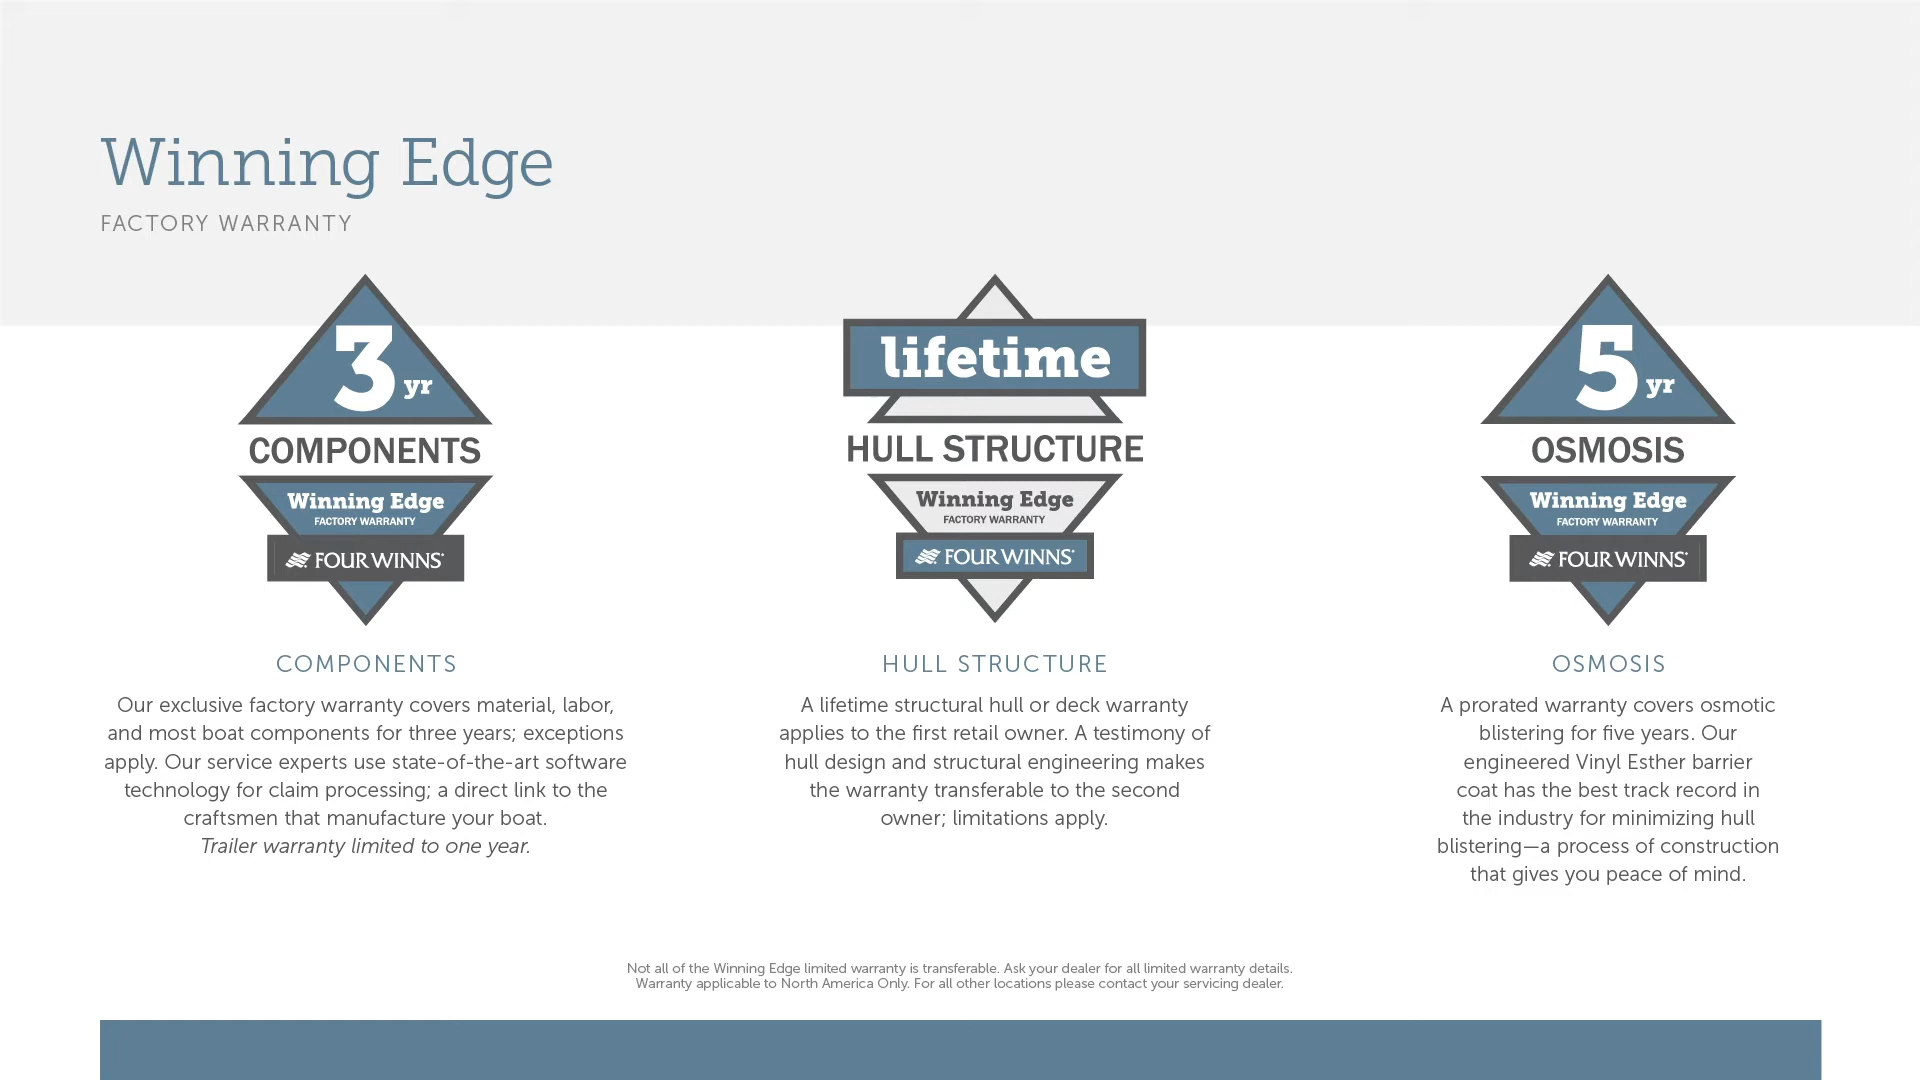 Winning Edge
FACTORY WARRANTY
3 yr
COMPONENTS
Winning Edge
FACTORY WARRANTY
FOUR WINNS
lifetime
HULL STRUCTURE
Winning Edge
FACTORY WARRANTY
FOUR WINNS
5 yr
OSMOSIS
Winning Edge
FACTORY WARRANTY
FOUR WINNS
COMPONENTS
Our exclusive factory warranty covers material, labor,
and most boat components for three years; exceptions
apply. Our service experts use state-of-the-art software
technology for claim processing; a direct link to the
craftsmen that manufacture your boat.
Trailer warranty limited to one year.
HULL STRUCTURE
A lifetime structural hull or deck warranty
applies to the first retail owner. A testimony of
hull design and structural engineering makes
the warranty transferable to the second
owner; limitations apply.
OSMOSIS
A prorated warranty covers osmotic
blistering for five years. Our
engineered Vinyl Esther barrier
coat has the best track record in
the industry for minimizing hull
blistering—a process of construction
that gives you peace of mind.
Not all of the Winning Edge limited warranty is transferable. Ask your dealer for all limited warranty details.
Warranty applicable to North America Only. For all other locations please contact your servicing dealer.